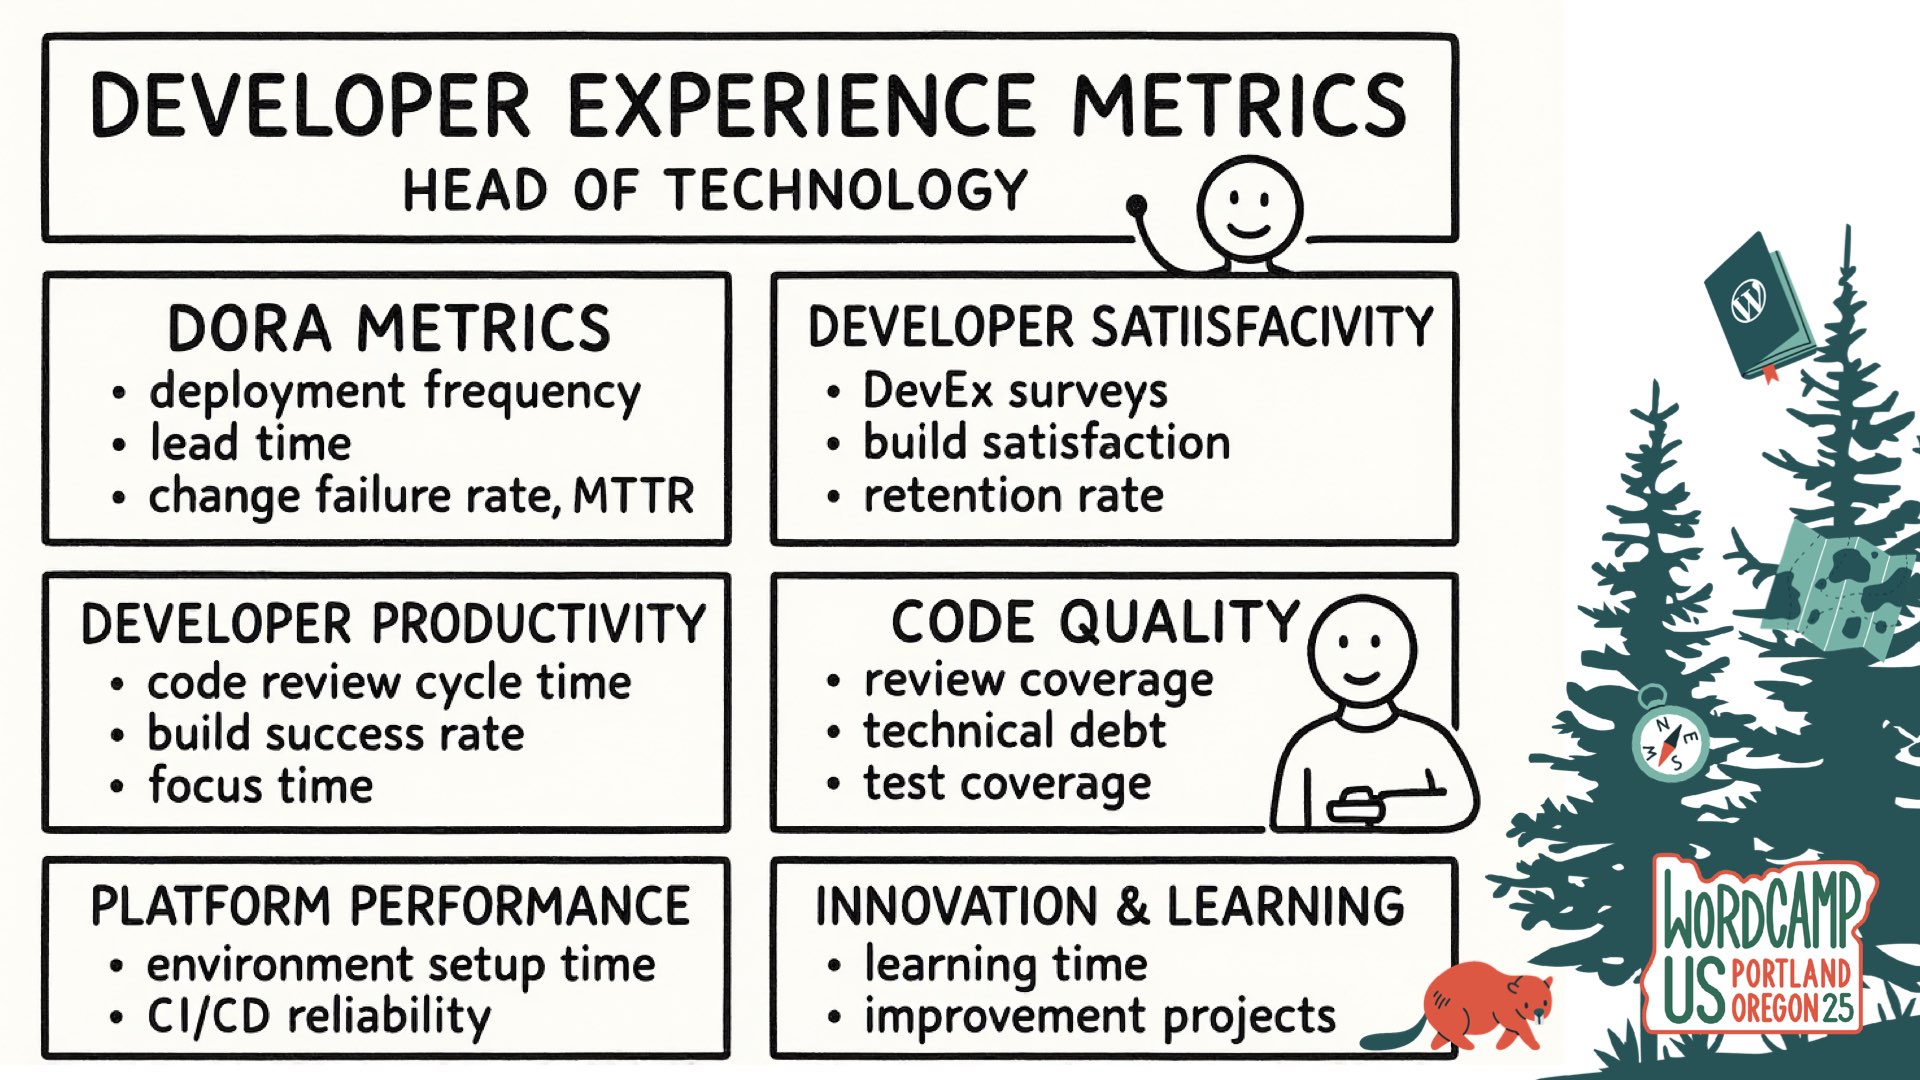 DEVELOPER EXPERIENCE METRICS
HEAD OF TECHNOLOGY
DORA METRICS
• deployment frequency
• lead time
• change failure rate, MTTR
DEVELOPER SATIISFACIVITY
• DevEx surveys
• build satisfaction
• retention rate
DEVELOPER PRODUCTIVITY
• code review cycle time
• build success rate
• focus time
CODE QUALITY
• review coverage
• technical debt
• test coverage
PLATFORM PERFORMANCE
• environment setup time
• CI/CD reliability
INNOVATION & LEARNING
• learning time
• improvement projects
W
N
E
S
W
WORDCAMP
US PORTLAND
OREGON 25